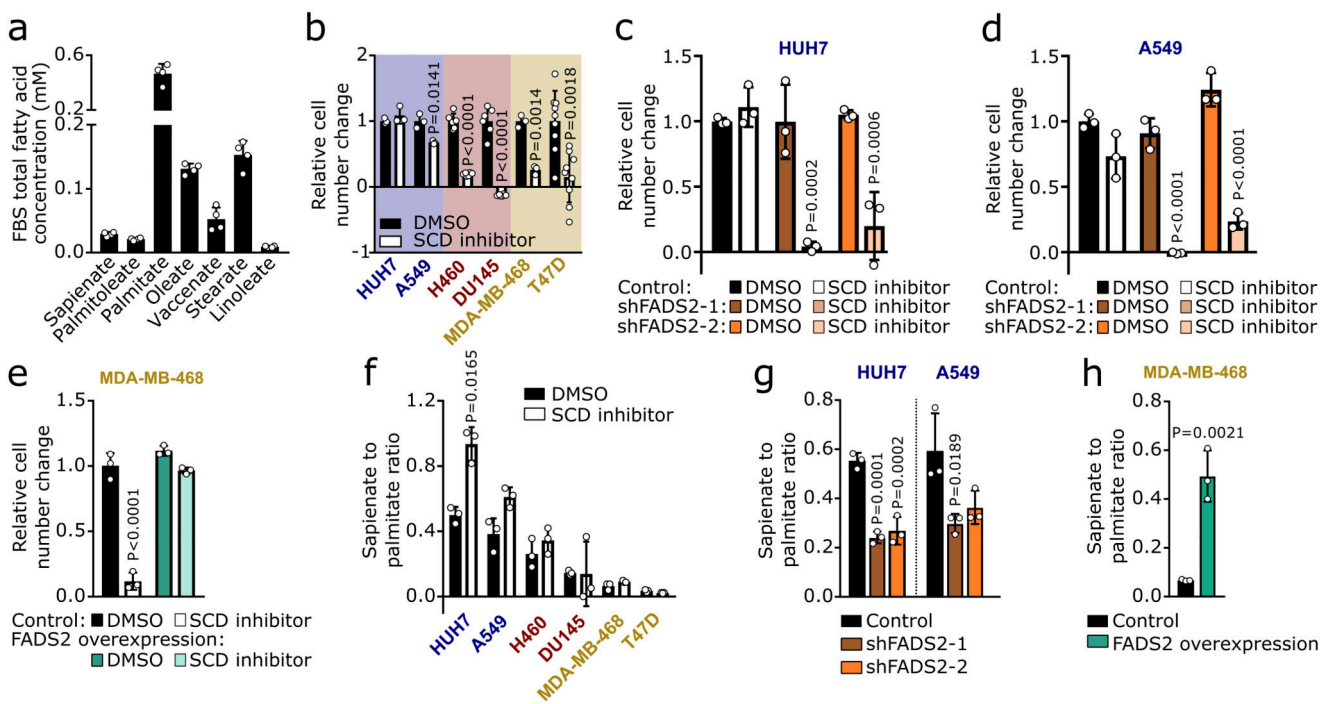 a
FBS total fatty acid
concentration (mM)
0.6
0.2
0.2
0.1
0.0
Sapienate
Palmitoleate
Palmitate
Oleate
Vaccenate
Stearate
Linoleate
b
Relative cell
number change
2
1
0
-1
P=0.0141
P<0.0001
P<0.0001
P=0.0014
P=0.0018
DMSO
SCD inhibitor
HUH7
A549
H460
DU145
MDA-MB-468
T47D
c
HUH7
Relative cell
number change
1.5
1.0
0.5
0.0
P=0.0002
P=0.0006
Control: DMSO SCD inhibitor
shFADS2-1: DMSO SCD inhibitor
shFADS2-2: DMSO SCD inhibitor
d
A549
Relative cell
number change
1.5
1.0
0.5
0.0
P<0.0001
P<0.0001
Control: DMSO SCD inhibitor
shFADS2-1: DMSO SCD inhibitor
shFADS2-2: DMSO SCD inhibitor
e
MDA-MB-468
Relative cell
number change
1.5
1.0
0.5
0.0
P<0.0001
Control: DMSO SCD inhibitor
FADS2 overexpression:
DMSO SCD inhibitor
f
Sapienate to
palmitate ratio
1.2
0.8
0.4
0.0
P=0.0165
DMSO
SCD inhibitor
HUH7
A549
H460
DU145
MDA-MB-468
T47D
g
HUH7 A549
Sapienate to
palmitate ratio
0.8
0.6
0.4
0.2
0.0
P=0.0001
P=0.0002
P=0.0189
Control
shFADS2-1
shFADS2-2
h
MDA-MB-468
Sapienate to
palmitate ratio
0.8
0.6
0.4
0.2
0.0
P=0.0021
Control
FADS2 overexpression